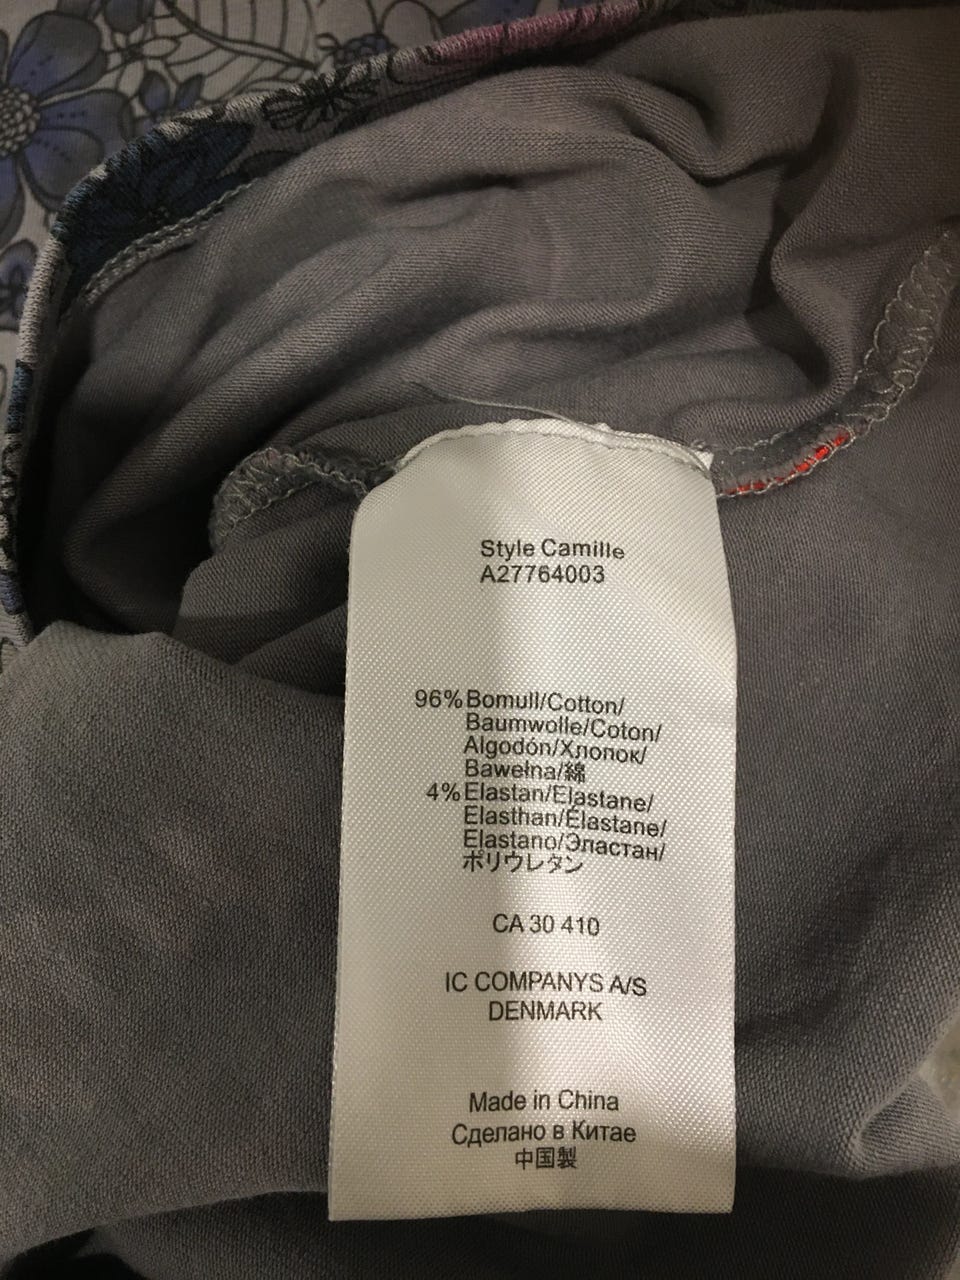 Style Camille
A27764003
96% Bomull/Cotton/
Baumwolle/Coton/
Algodón/Хлопок/
Bawełna/綿
4% Elastan/Elastane/
Elasthan/Élastane/
Elastano/Эластан/
ポリウレタン
CA 30 410
IC COMPANYS A/S
DENMARK
Made in China
Сделано в Китае
中国製